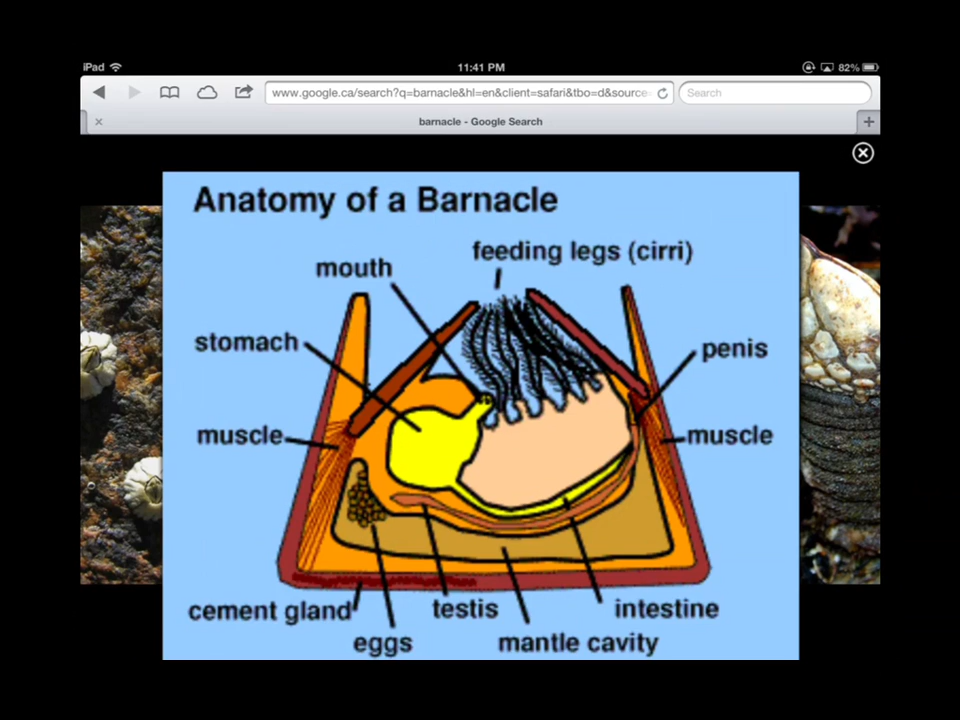 iPad 11:41 PM 82%
www.google.ca/search?q=barnacle&hl=en&client=safari&tbo=d&source Search
barnacle - Google Search
Anatomy of a Barnacle
feeding legs (cirri)
mouth
stomach
penis
muscle
muscle
cement gland
testis
intestine
eggs
mantle cavity